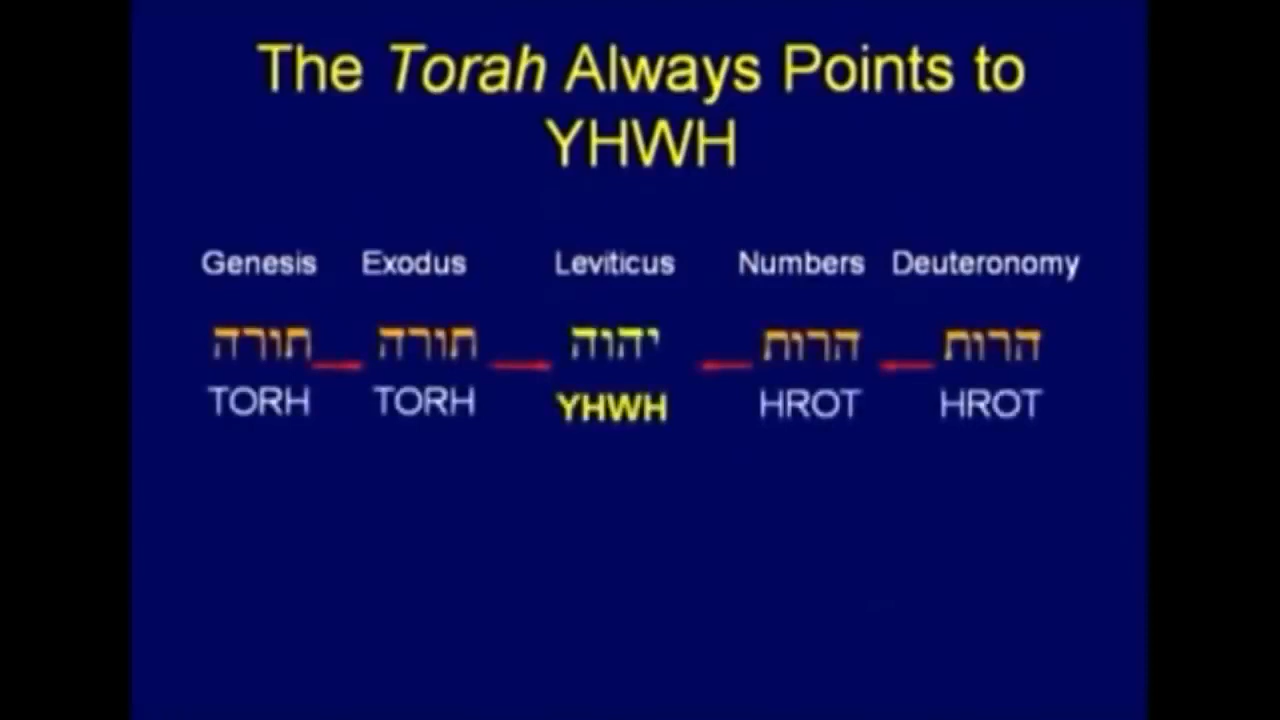 The Torah Always Points to
YHWH
Genesis Exodus Leviticus Numbers Deuteronomy
תורה תורה יהוה הרות הרות
TORH TORH YHWH HROT HROT